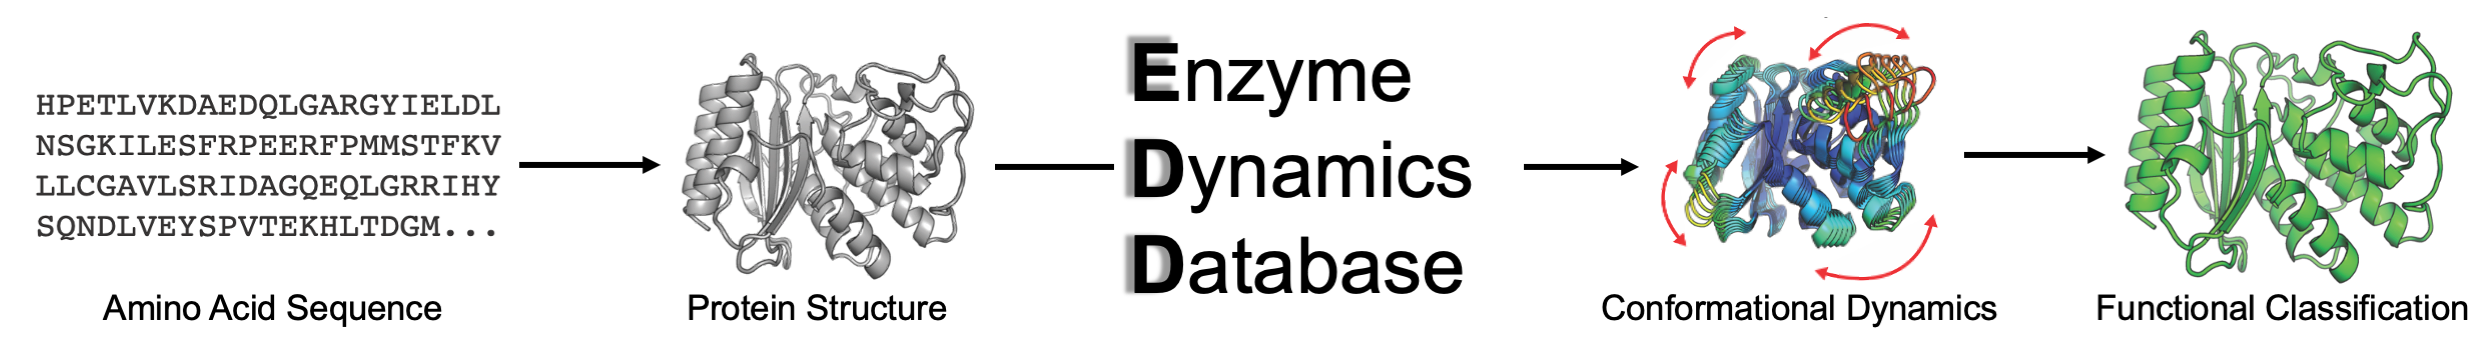 HPETLVKDAEDQLGARGYIELDL
NSGKILESFRPEERFPMMSTFKV
LLCGAVLSRIDAGQEQLGRRIHY
SQNDLVEYSPVTEKHLTDGM...
Amino Acid Sequence
Protein Structure
Enzyme
Dynamics
Database
Conformational Dynamics
Functional Classification